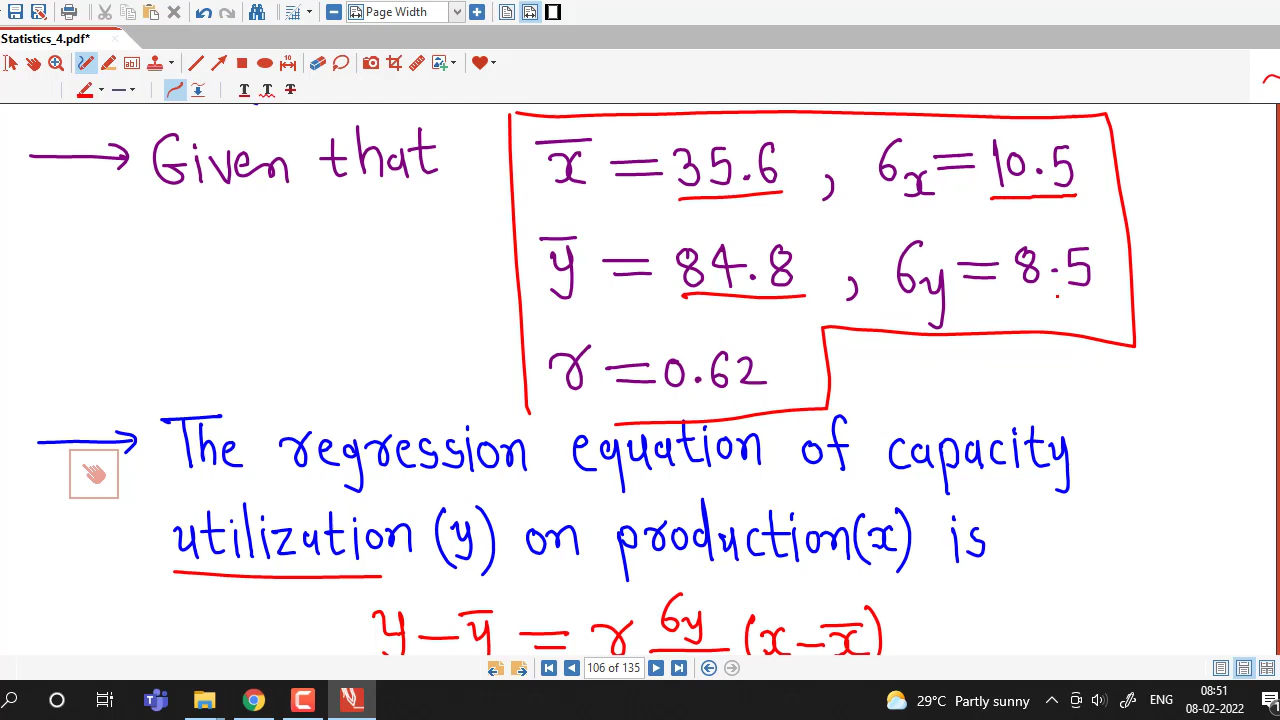 Page Width
Statistics_4.pdf*
Given that x̅ = 35.6 , σx = 10.5
y̅ = 84.8 , σy = 8.5
r = 0.62
The regression equation of capacity
utilization (y) on production(x) is
y – y̅ = r σy (x – x̅)
106 of 135
29°C Partly sunny
ENG
08:51
08-02-2022